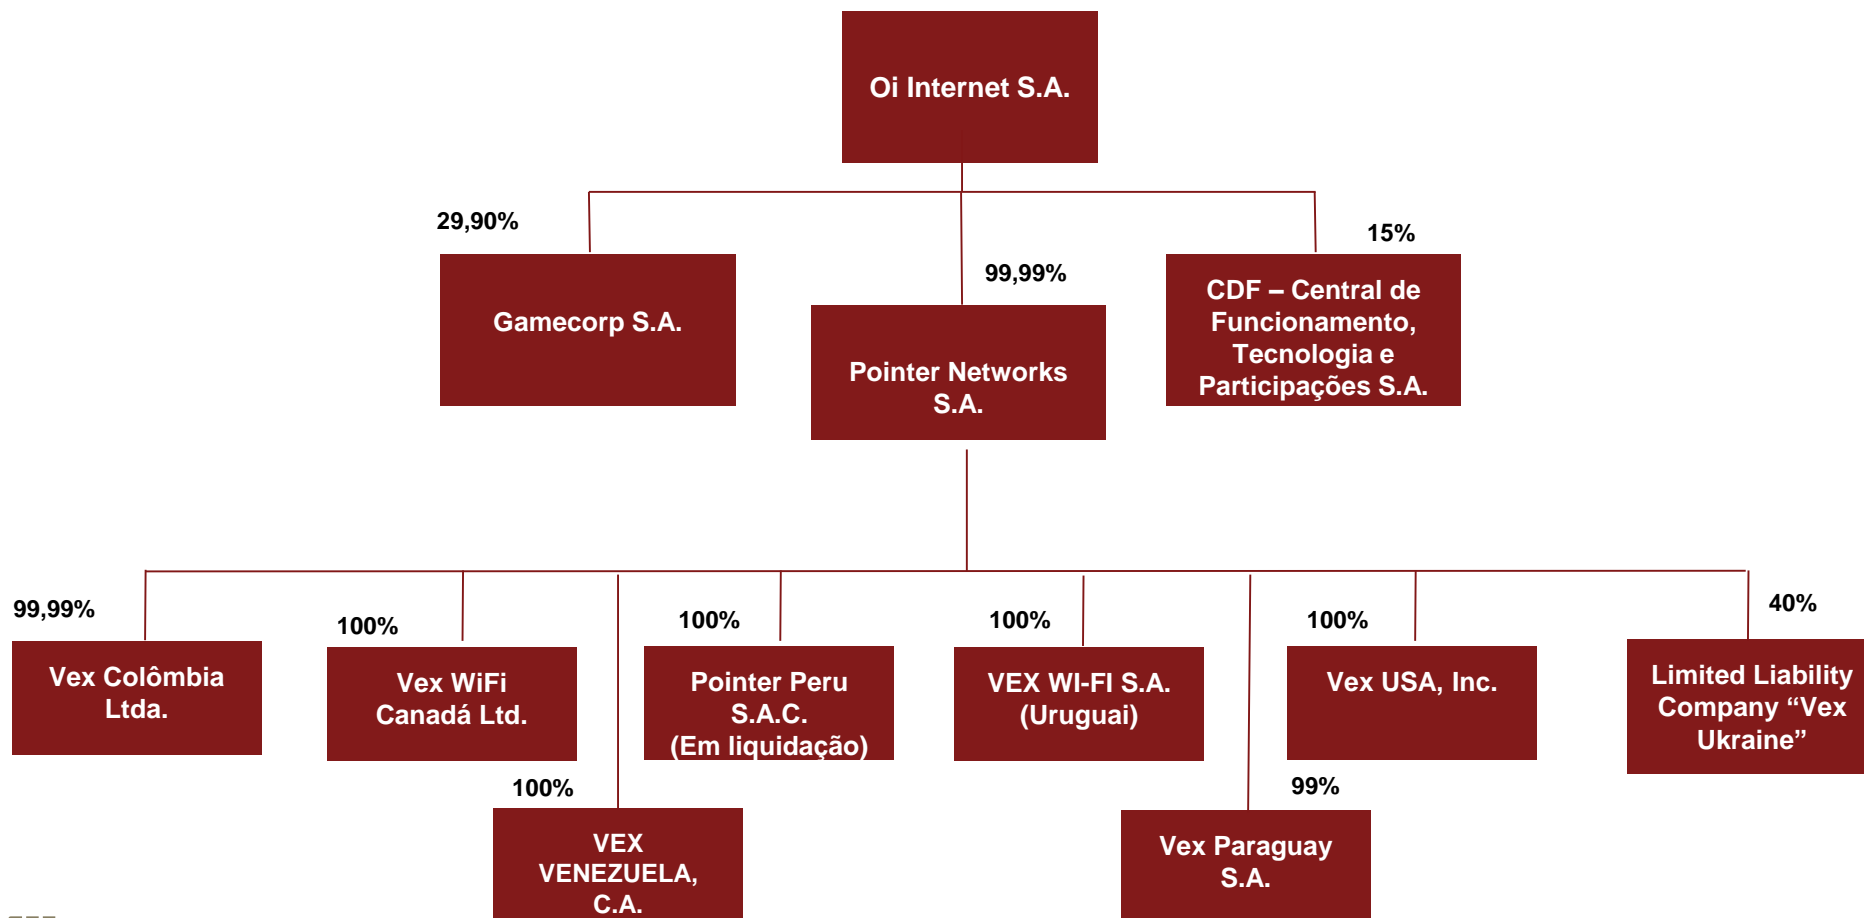 Oi Internet S.A.
29,90%
99,99%
15%
Gamecorp S.A.
Pointer Networks
S.A.
CDF – Central de
Funcionamento,
Tecnologia e
Participações S.A.
99,99%
100%
100%
100%
100%
40%
Vex Colômbia
Ltda.
Vex WiFi
Canadá Ltd.
Pointer Peru
S.A.C.
(Em liquidação)
VEX WI-FI S.A.
(Uruguai)
Vex USA, Inc.
Limited Liability
Company “Vex
Ukraine”
100%
99%
VEX
VENEZUELA,
C.A.
Vex Paraguay
S.A.